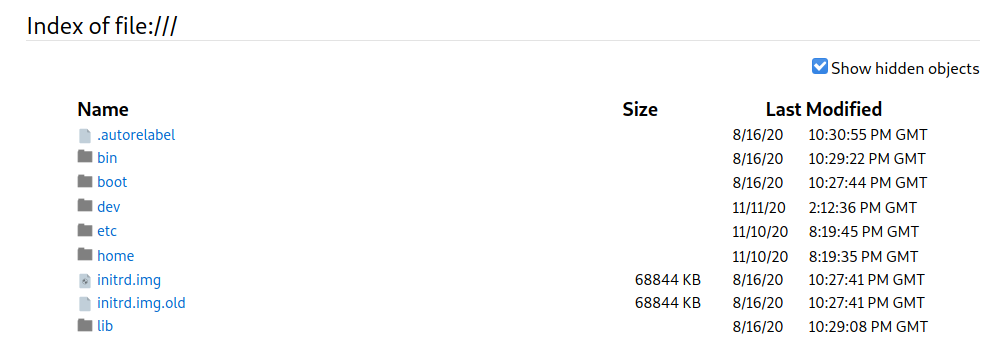 Index of file:///
Show hidden objects
Name Size Last Modified
.autorelabel 8/16/20 10:30:55 PM GMT
bin 8/16/20 10:29:22 PM GMT
boot 8/16/20 10:27:44 PM GMT
dev 11/11/20 2:12:36 PM GMT
etc 11/10/20 8:19:45 PM GMT
home 11/10/20 8:19:35 PM GMT
initrd.img 68844 KB 8/16/20 10:27:41 PM GMT
initrd.img.old 68844 KB 8/16/20 10:27:41 PM GMT
lib 8/16/20 10:29:08 PM GMT